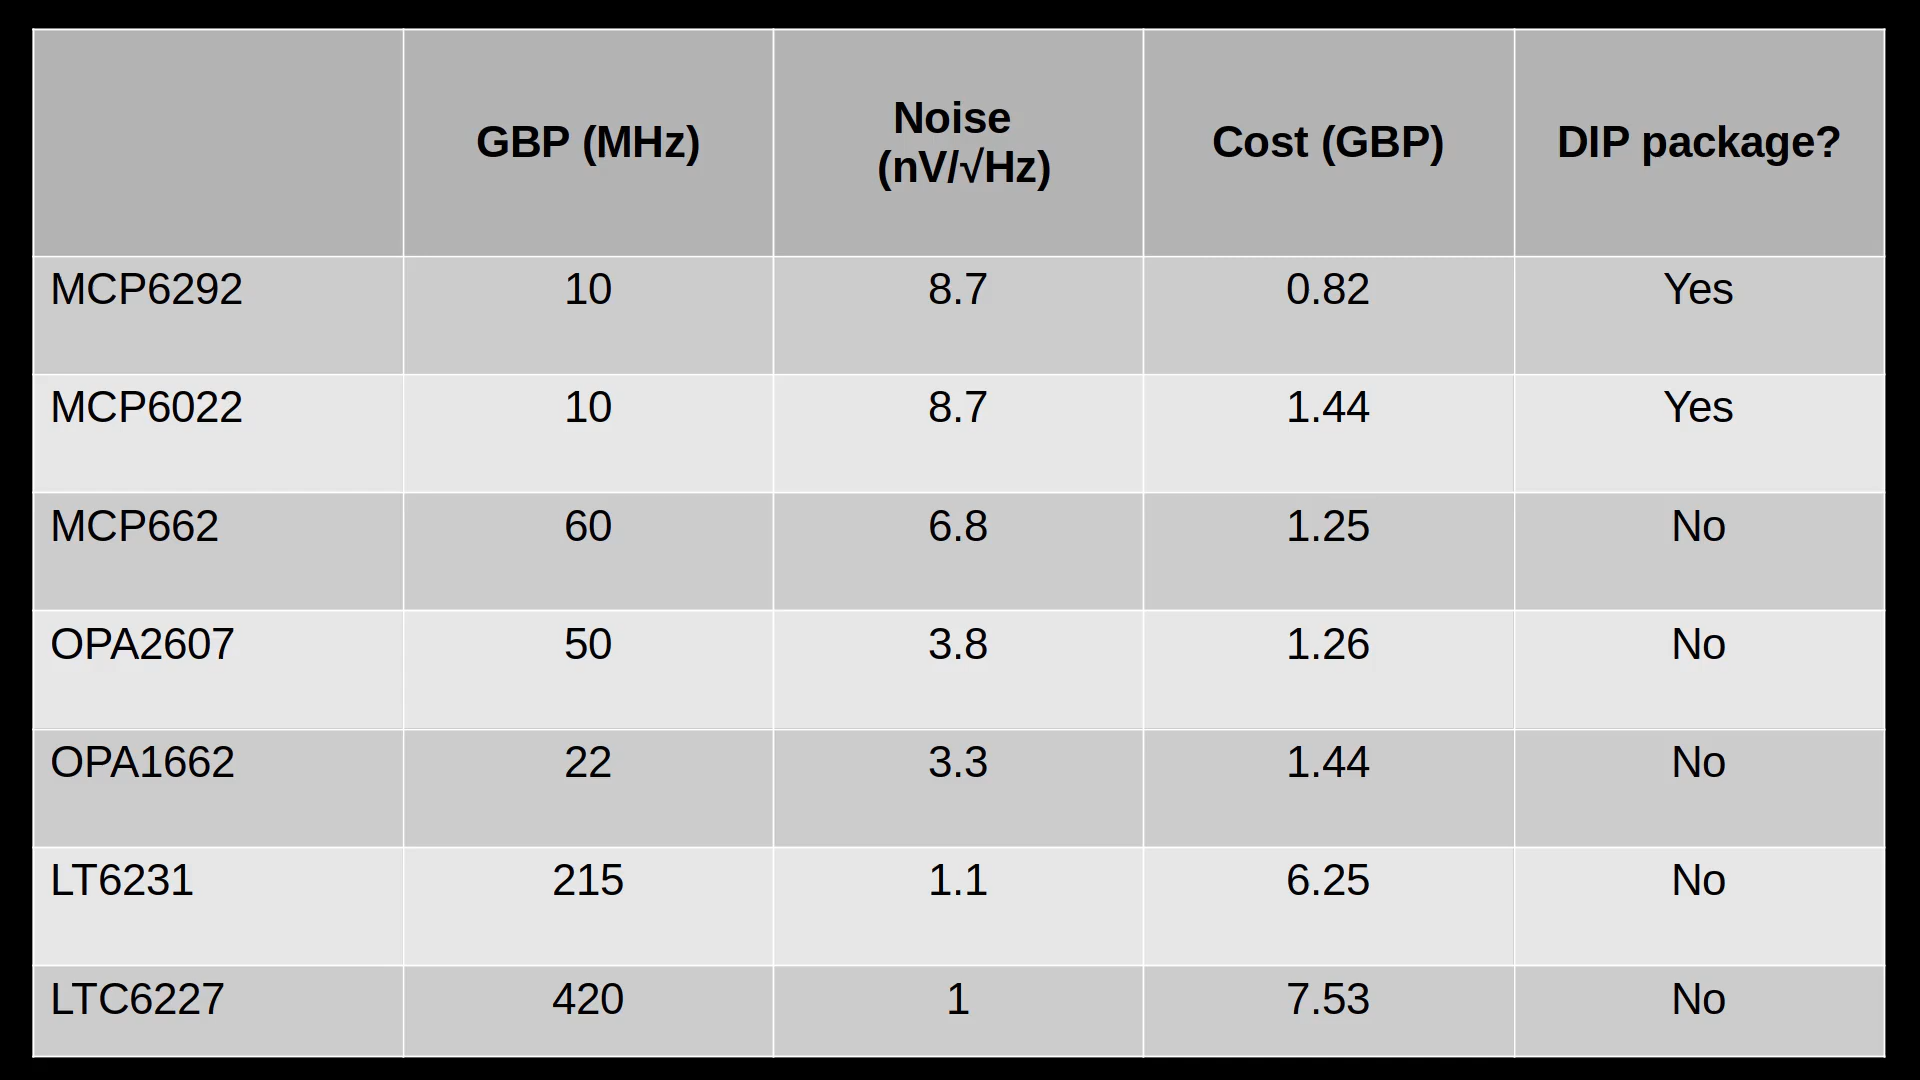 GBP (MHz) Noise (nV/√Hz) Cost (GBP) DIP package?
MCP6292 10 8.7 0.82 Yes
MCP6022 10 8.7 1.44 Yes
MCP662 60 6.8 1.25 No
OPA2607 50 3.8 1.26 No
OPA1662 22 3.3 1.44 No
LT6231 215 1.1 6.25 No
LTC6227 420 1 7.53 No